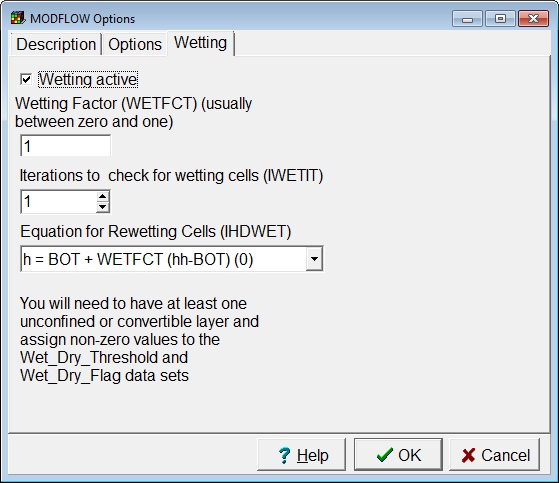 MODFLOW Options
Description Options Wetting
Wetting active
Wetting Factor (WETFCT) (usually
between zero and one)
1
Iterations to  check for wetting cells (IWETIT)
1
Equation for Rewetting Cells (IHDWET)
h = BOT + WETFCT (hh-BOT) (0)
You will need to have at least one
unconfined or convertible layer and
assign non-zero values to the
Wet_Dry_Threshold and
Wet_Dry_Flag data sets
? Help OK Cancel